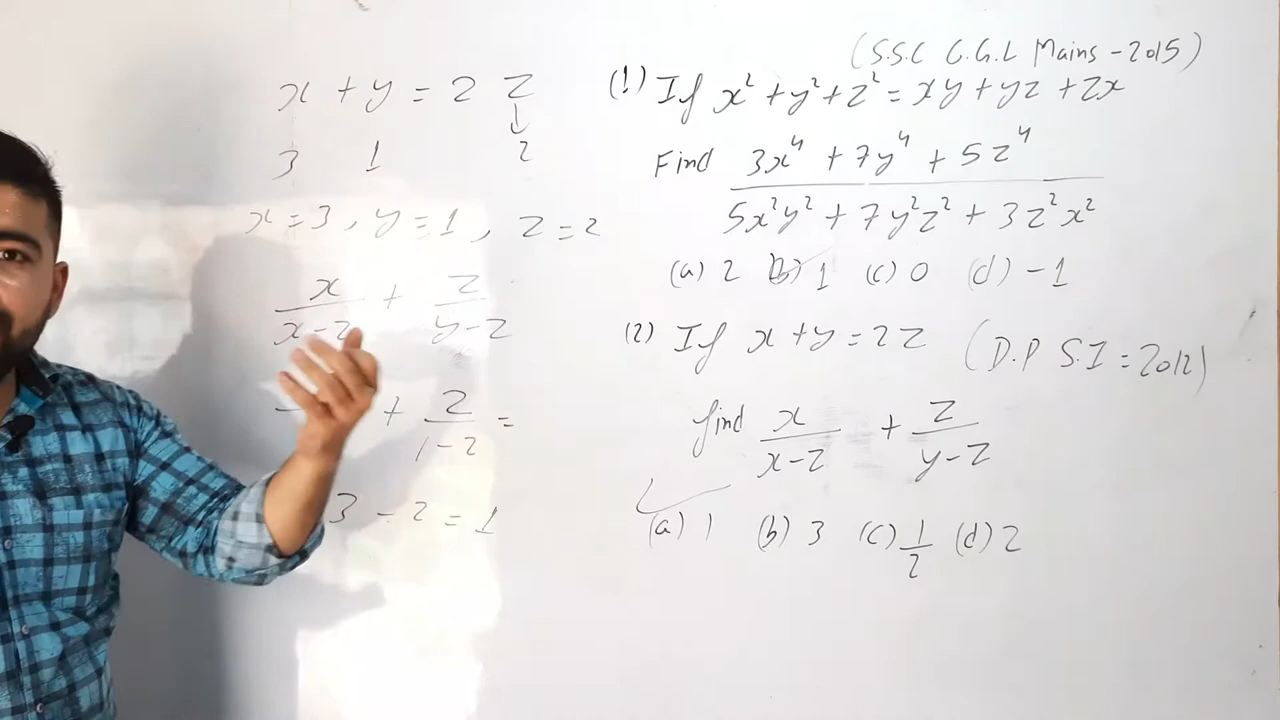 x + y = 2 z
↓
3 1 2
x = 3, y = 1, z = 2
x/(x-z) + z/(y-z)
+ 2/(1-2) =
3 - 2 = 1
(S.S.C C.G.L Mains - 2015)
(1) If x² + y² + z² = xy + yz + zx
Find (3x⁴ + 7y⁴ + 5z⁴)/(5x²y² + 7y²z² + 3z²x²)
(a) 2 (b) 1 (c) 0 (d) -1
(2) If x + y = 2z (D.P S.I = 2012)
find x/(x-z) + z/(y-z)
(a) 1 (b) 3 (c) 1/2 (d) 2